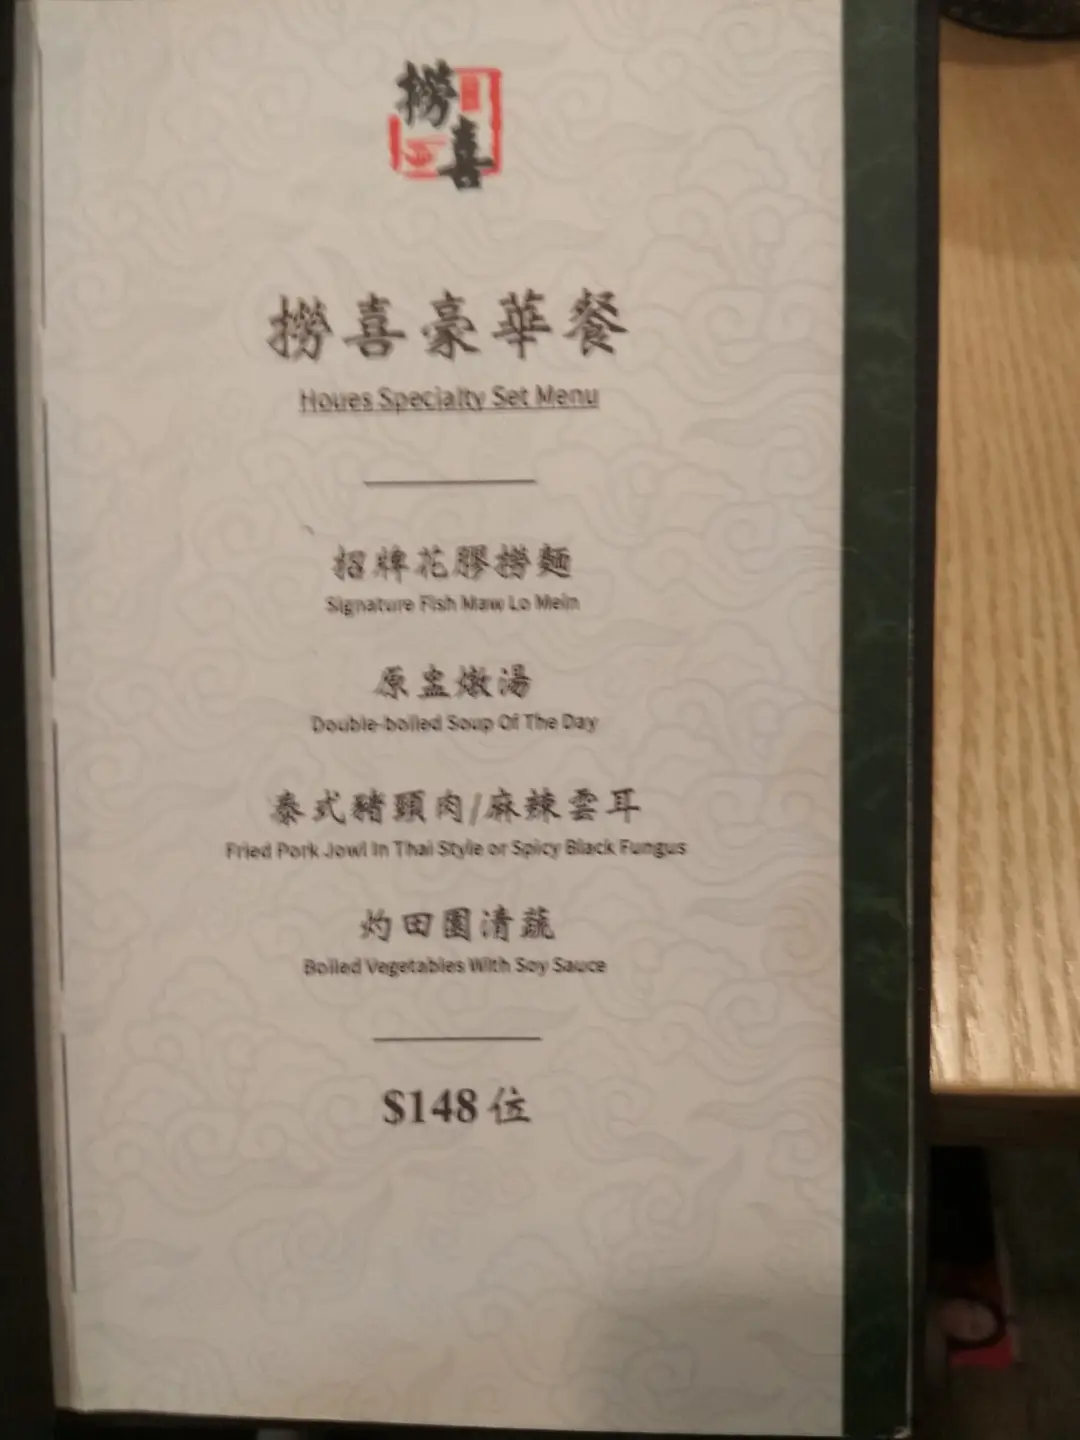 撈
喜
撈喜豪華餐
Houes Specialty Set Menu
招牌花膠撈麵
Signature Fish Maw Lo Mein
原盅燉湯
Double-boiled Soup Of The Day
泰式豬頸肉/麻辣雲耳
Fried Pork Jowl In Thai Style or Spicy Black Fungus
灼田園清蔬
Boiled Vegetables With Soy Sauce
$148位